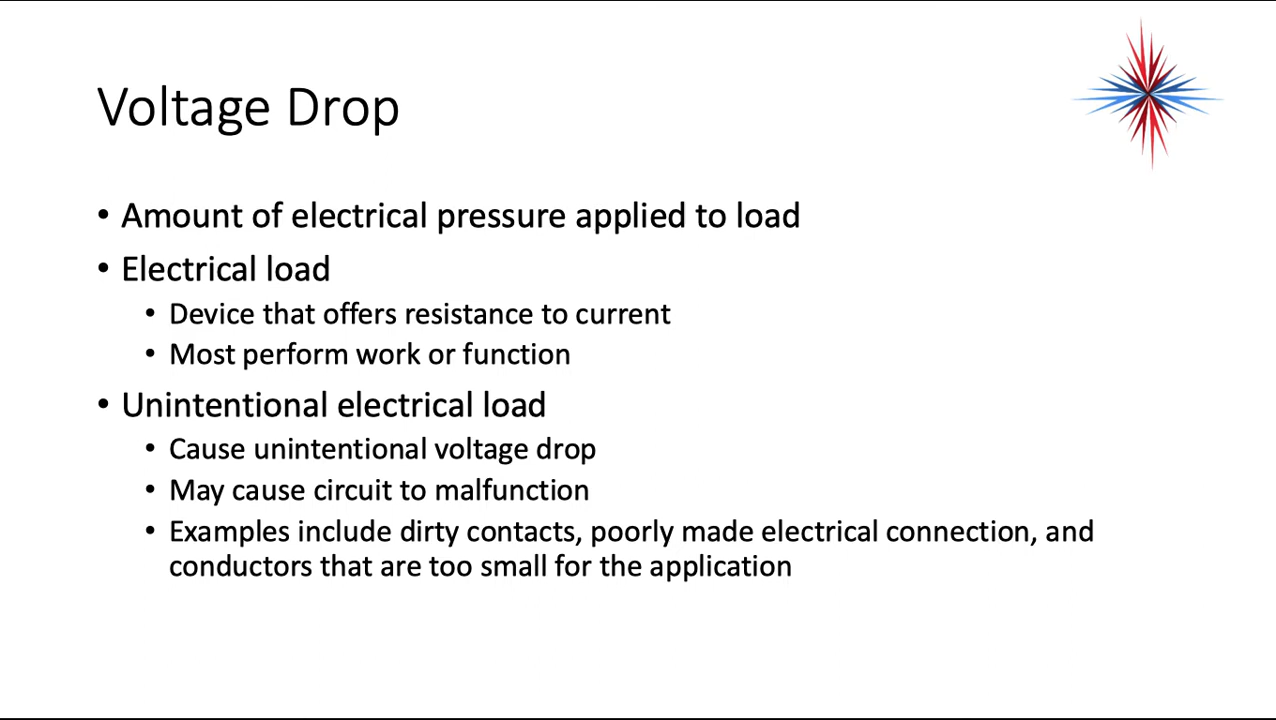 Voltage Drop
• Amount of electrical pressure applied to load
• Electrical load
• Device that offers resistance to current
• Most perform work or function
• Unintentional electrical load
• Cause unintentional voltage drop
• May cause circuit to malfunction
• Examples include dirty contacts, poorly made electrical connection, and
conductors that are too small for the application